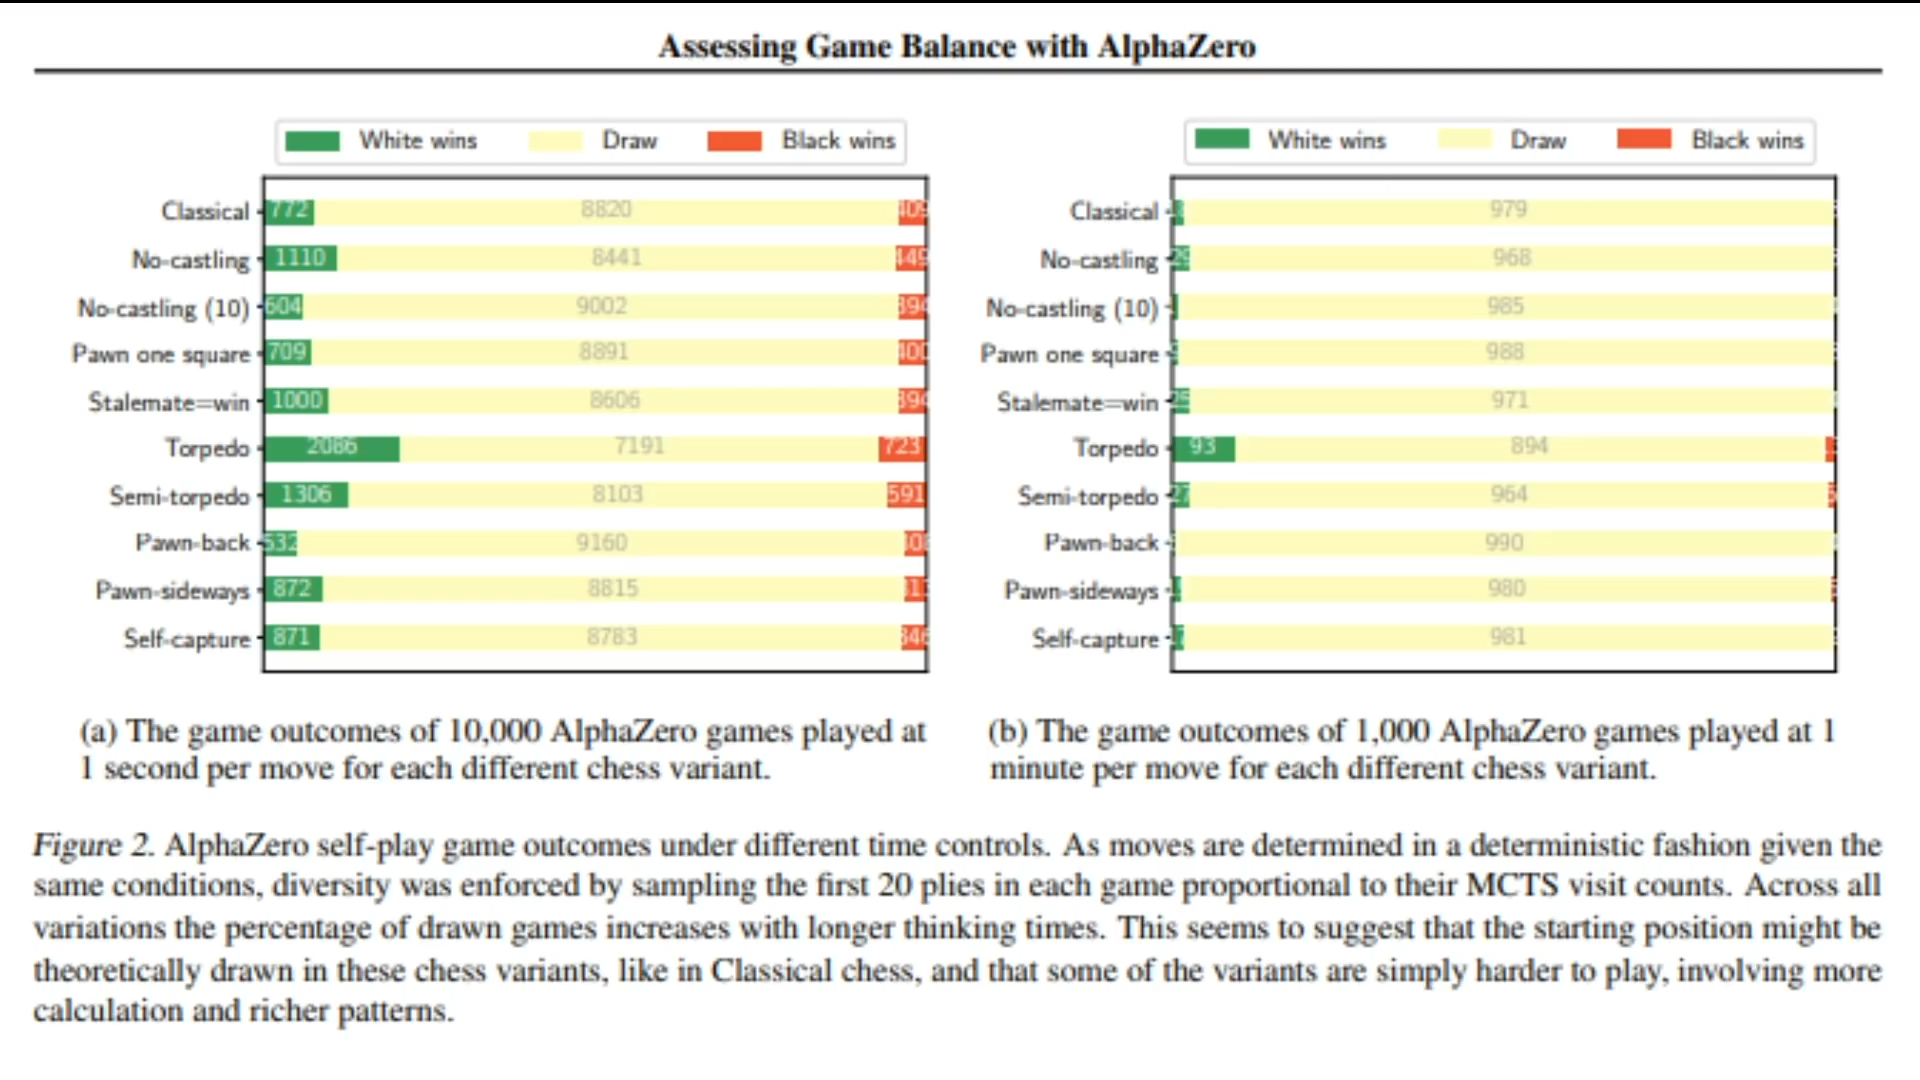 Assessing Game Balance with AlphaZero
White wins Draw Black wins
Classical 772 8820 409
No-castling 1110 8441 449
No-castling (10) 604 9002 394
Pawn one square 709 8891 400
Stalemate=win 1000 8606 394
Torpedo 2086 7191 723
Semi-torpedo 1306 8103 591
Pawn-back 532 9160
Pawn-sideways 872 8815
Self-capture 871 8783 346
(a) The game outcomes of 10,000 AlphaZero games played at
1 second per move for each different chess variant.
White wins Draw Black wins
Classical 979
No-castling 29 968
No-castling (10) 985
Pawn one square 988
Stalemate=win 25 971
Torpedo 93 894
Semi-torpedo 27 964
Pawn-back 990
Pawn-sideways 980
Self-capture 981
(b) The game outcomes of 1,000 AlphaZero games played at 1
minute per move for each different chess variant.
Figure 2. AlphaZero self-play game outcomes under different time controls. As moves are determined in a deterministic fashion given the
same conditions, diversity was enforced by sampling the first 20 plies in each game proportional to their MCTS visit counts. Across all
variations the percentage of drawn games increases with longer thinking times. This seems to suggest that the starting position might be
theoretically drawn in these chess variants, like in Classical chess, and that some of the variants are simply harder to play, involving more
calculation and richer patterns.